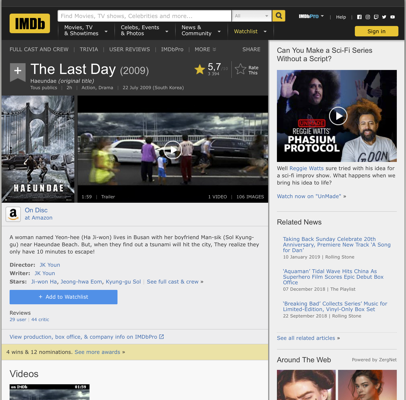 IMDb
Find Movies, TV shows, Celebrities and more...
All
IMDbPro
Help
Movies, TV
& Showtimes
Celebs, Events
& Photos
News &
Community
Watchlist
Sign in
FULL CAST AND CREW | TRIVIA | USER REVIEWS | IMDbPro | MORE
SHARE
The Last Day (2009)
Haeundae (original title)
Tous publics | 2h | Action, Drama | 22 July 2009 (South Korea)
5,7
Rate
This
HAEUNDAE
1:59 | Trailer
1 VIDEO | 106 IMAGES
On Disc
at Amazon
A woman named Yeon-hee (Ha Ji-won) lives in Busan with her boyfriend Man-sik (Sol Kyung-
gu) near Haeundae Beach. But, when they find out a tsunami will hit the city, They realize they
only have 10 minutes to escape!
Director: JK Youn
Writer: JK Youn
Stars: Ji-won Ha, Jeong-hwa Eom, Kyung-gu Sol | See full cast & crew »
+ Add to Watchlist
Reviews
29 user | 44 critic
View production, box office, & company info on IMDbPro
4 wins & 12 nominations. See more awards »
Videos
Can You Make a Sci-Fi Series
Without a Script?
REGGIE WATTS'
PHASIUM
PROTOCOL
Well Reggie Watts sure tried with his idea for
a sci-fi improv show. What happens when we
bring his idea to life?
Watch now on "UnMade" »
Related News
Taking Back Sunday Celebrate 20th
Anniversary, Premiere New Track 'A Song
for Dan'
10 January 2019 | Rolling Stone
'Aquaman' Tidal Wave Hits China As
Superhero Film Scores Epic Debut Box
Office
07 December 2018 | The Playlist
'Breaking Bad' Collects Series' Music for
Limited-Edition, Vinyl-Only Box Set
22 September 2018 | Rolling Stone
See all related articles »
Around The Web
Powered by ZergNet